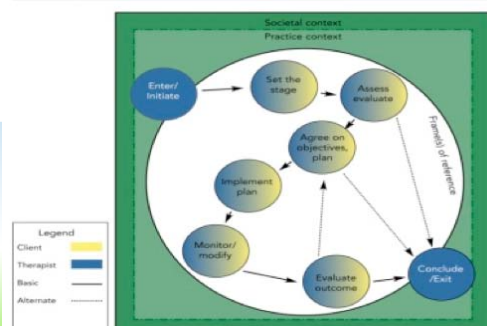 Societal context
Practice context
Enter/
Initiate
Set the
stage
Assess
evaluate
Agree on
objectives,
plan
Frame(s) of reference
Implement
plan
Monitor/
modify
Evaluate
outcome
Conclude
/Exit
Legend
Client
Therapist
Basic
Alternate